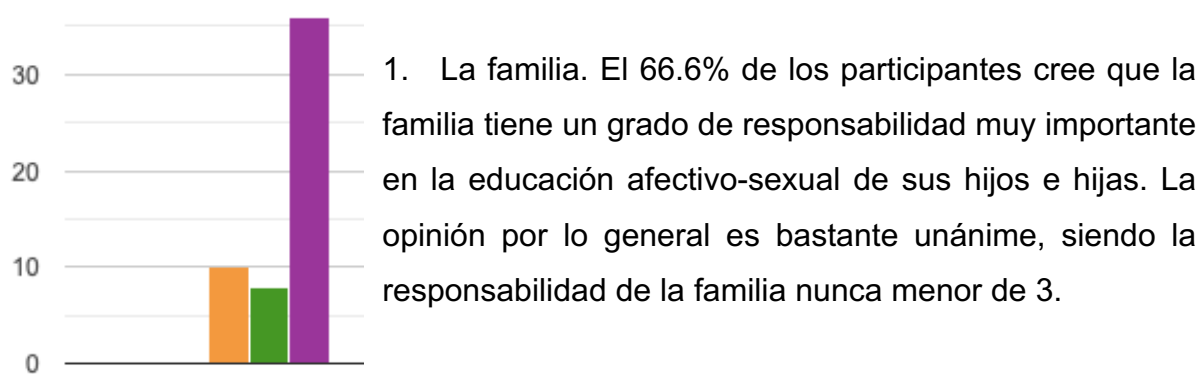 30
20
10
0
1. La familia. El 66.6% de los participantes cree que la
familia tiene un grado de responsabilidad muy importante
en la educación afectivo-sexual de sus hijos e hijas. La
opinión por lo general es bastante unánime, siendo la
responsabilidad de la familia nunca menor de 3.